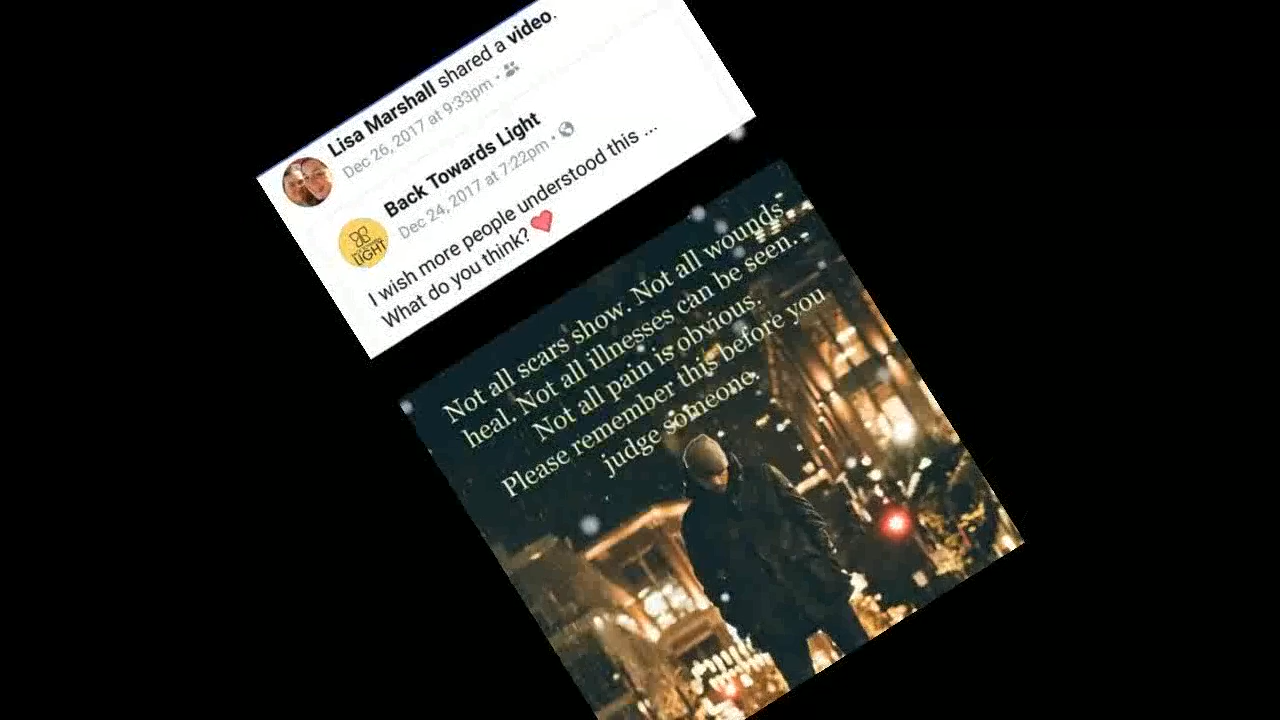 Lisa Marshall shared a video.
Dec 26, 2017 at 9:33pm
Back Towards Light
Dec 24, 2017 at 7:22pm
LIGHT
I wish more people understood this ...
What do you think? ❤️
Not all scars show. Not all wounds
heal. Not all illnesses can be seen...
Not all pain is obvious.
Please remember this before you
judge someone.